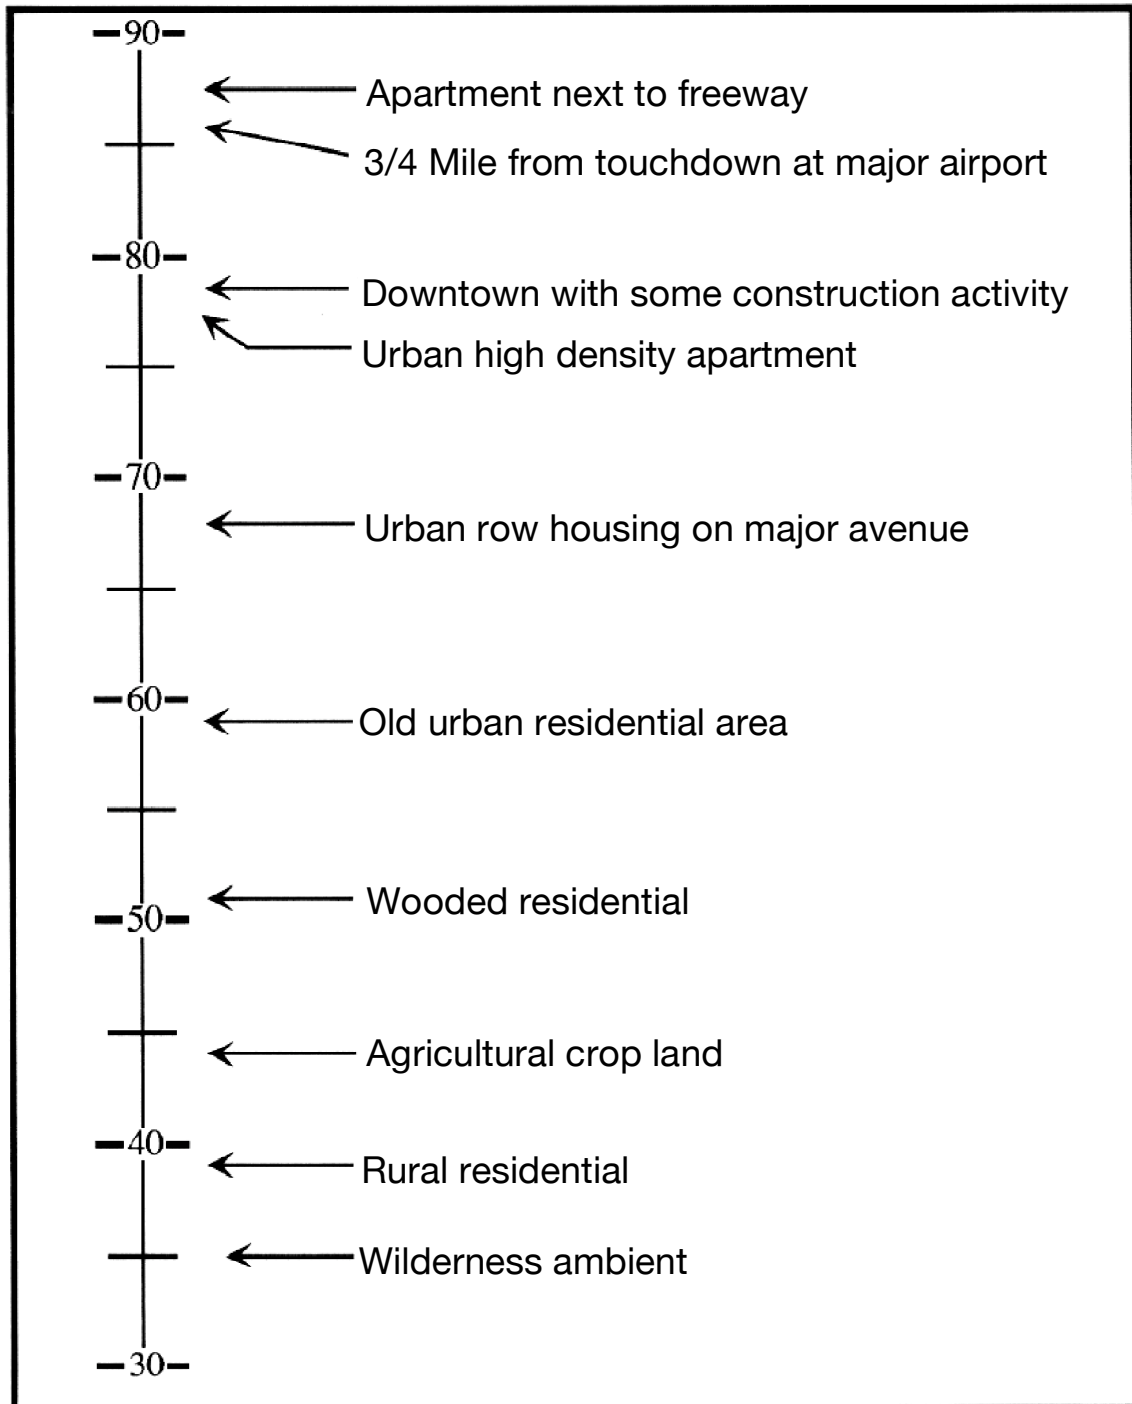 90
Apartment next to freeway
3/4 Mile from touchdown at major airport
80
Downtown with some construction activity
Urban high density apartment
70
Urban row housing on major avenue
60
Old urban residential area
Wooded residential
50
Agricultural crop land
40
Rural residential
Wilderness ambient
30